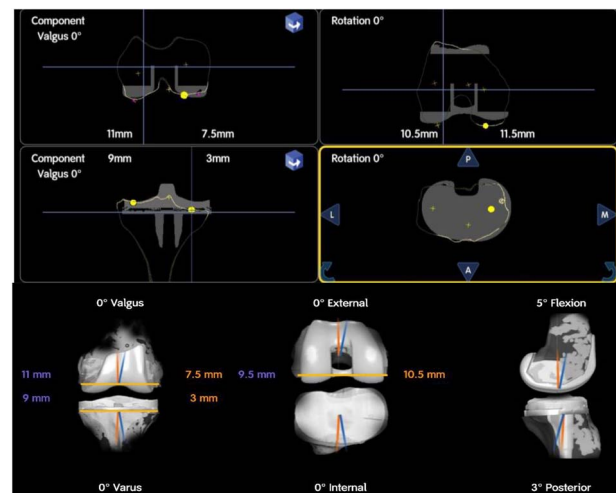 Component
Valgus 0°
11mm 7.5mm
Rotation 0°
10.5mm 11.5mm
Component 9mm 3mm
Valgus 0°
Rotation 0°
P
L
M
A
0° Valgus 0° External 5° Flexion
11 mm 7.5 mm 9.5 mm 10.5 mm
9 mm 3 mm
0° Varus 0° Internal 3° Posterior